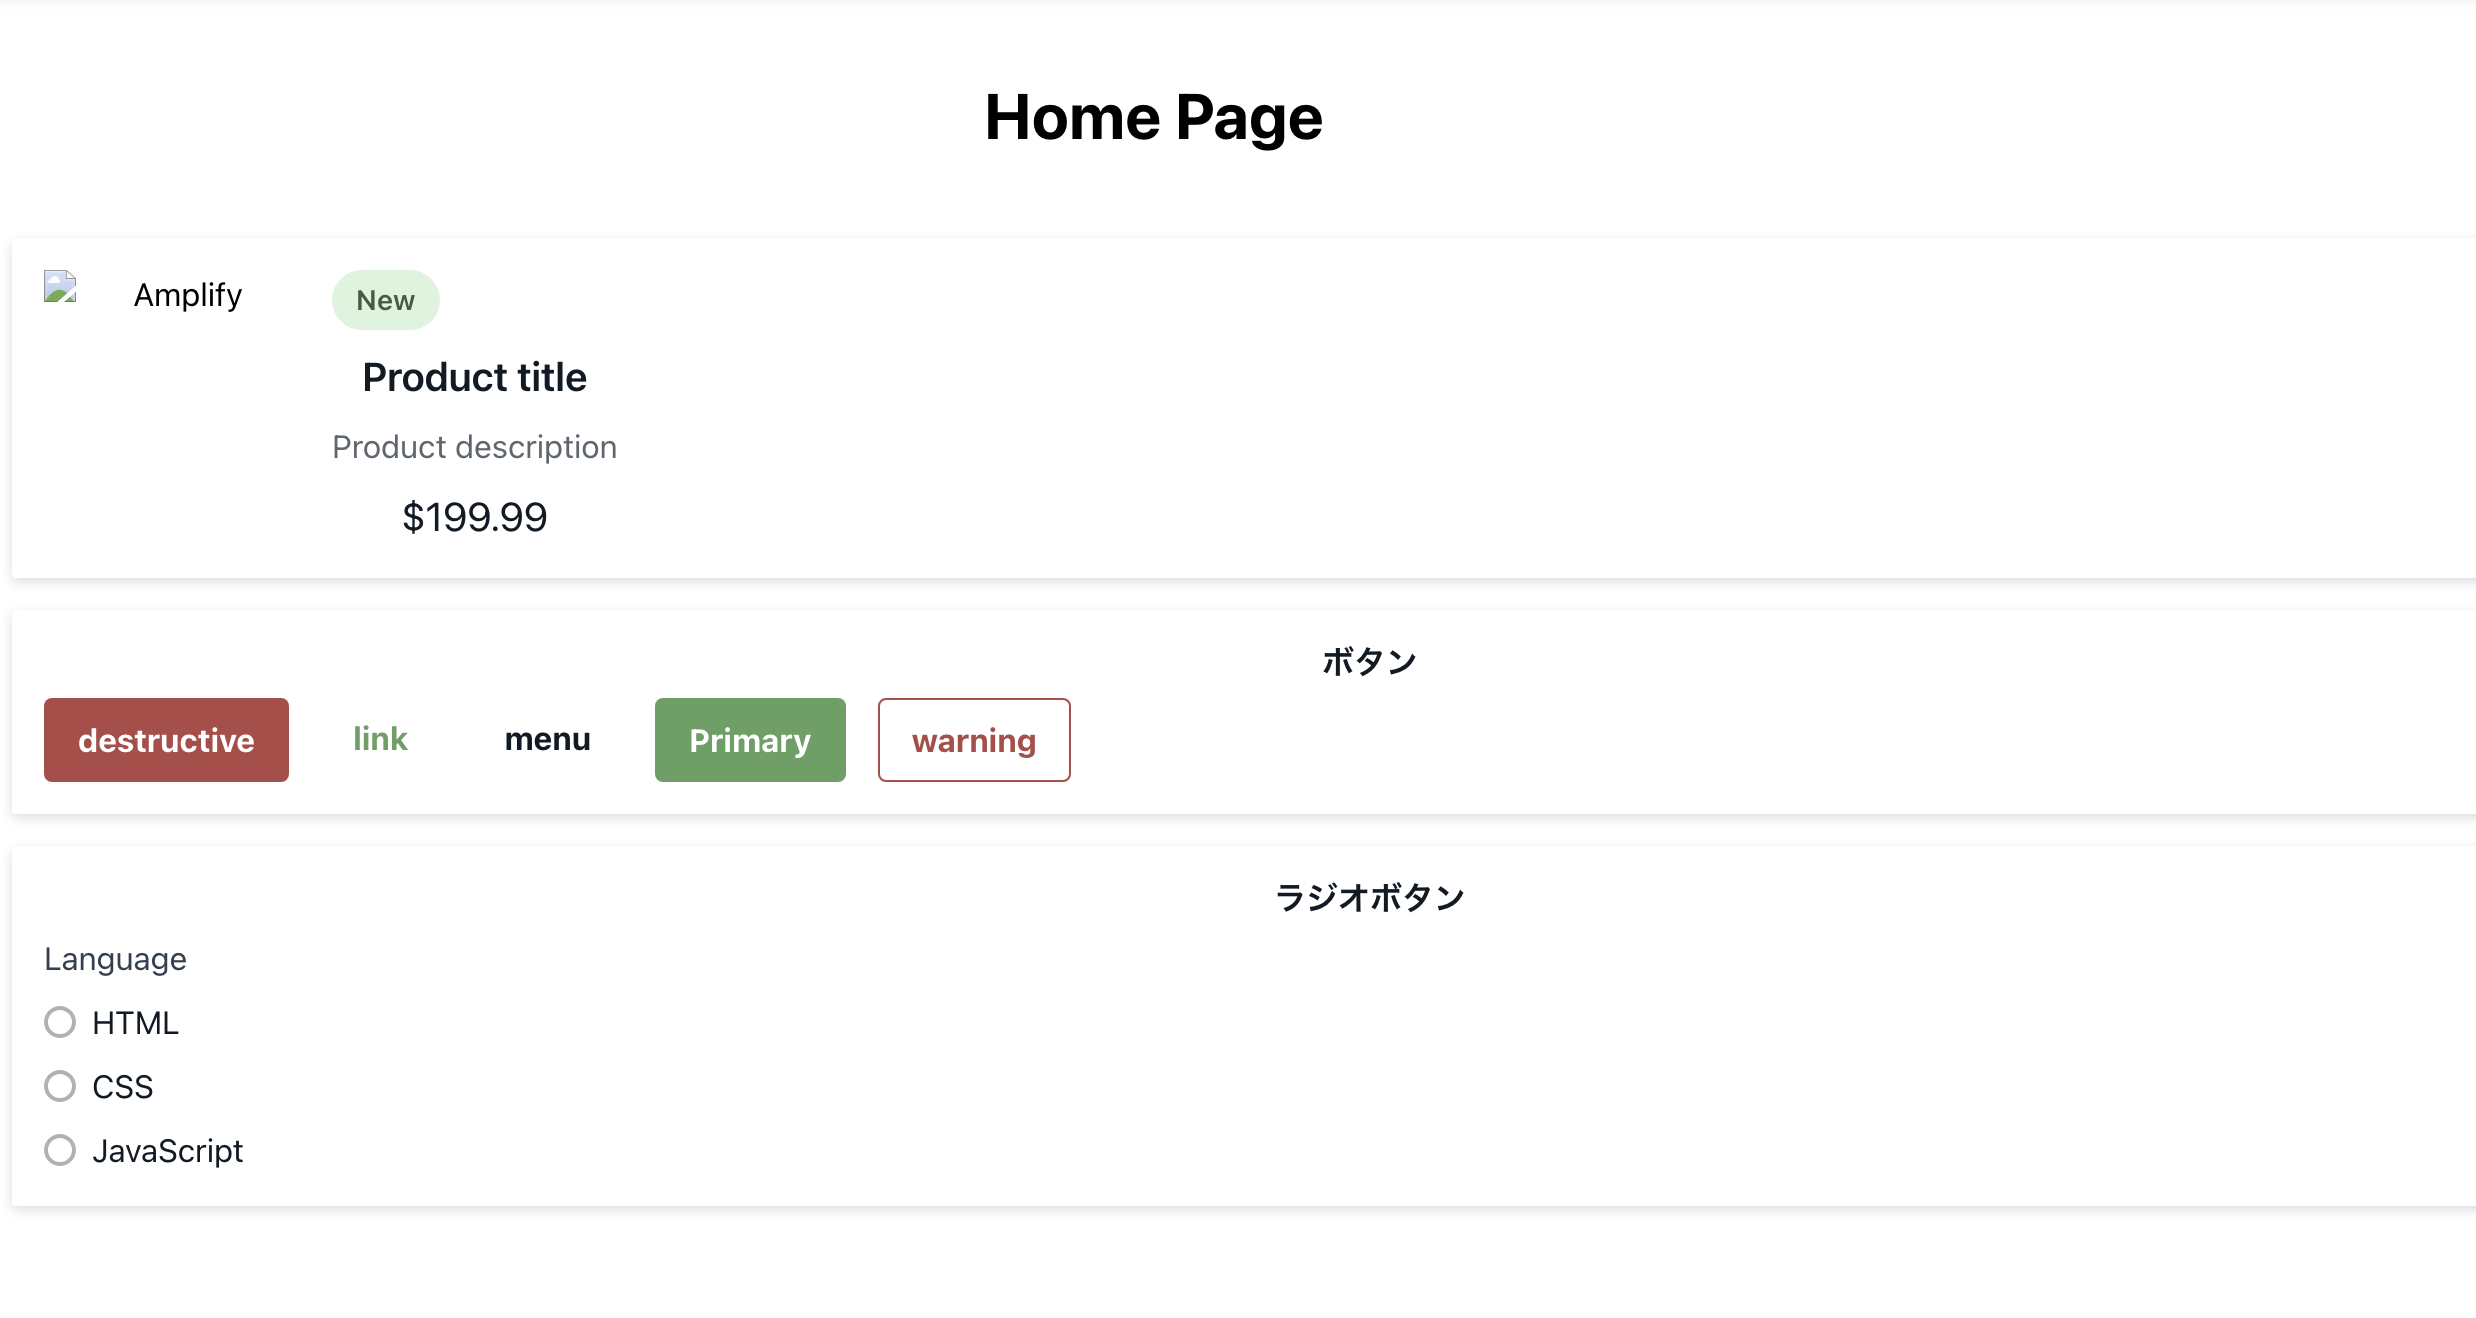 Home Page
Amplify
New
Product title
Product description
$199.99
ボタン
destructive link menu Primary warning
ラジオボタン
Language
HTML
CSS
JavaScript